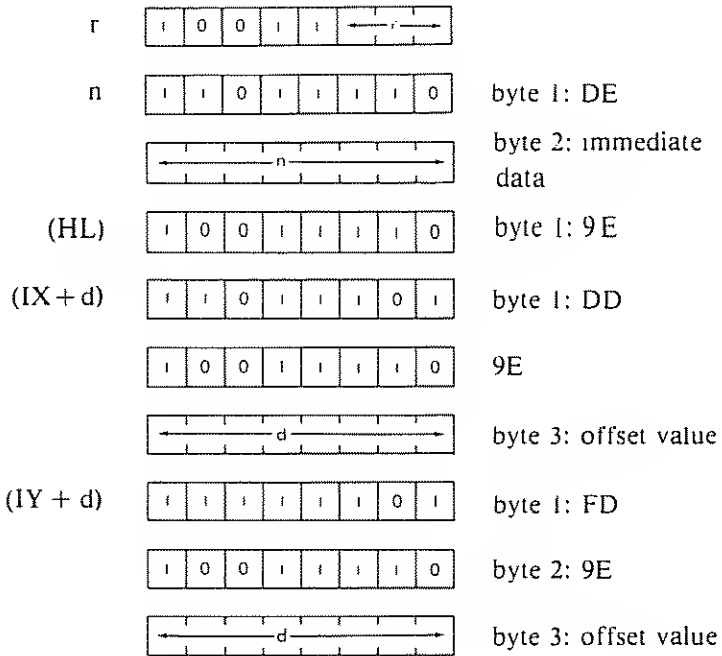 r 1 0 0 1 1 r
n 1 1 0 1 1 1 1 0 byte 1: DE
n byte 2: immediate
data
(HL) 1 0 0 1 1 1 1 0 byte 1: 9E
(IX + d) 1 1 0 1 1 1 0 1 byte 1: DD
1 0 0 1 1 1 1 0 9E
d byte 3: offset value
(IY + d) 1 1 1 1 1 1 0 1 byte 1: FD
1 0 0 1 1 1 1 0 byte 2: 9E
d byte 3: offset value